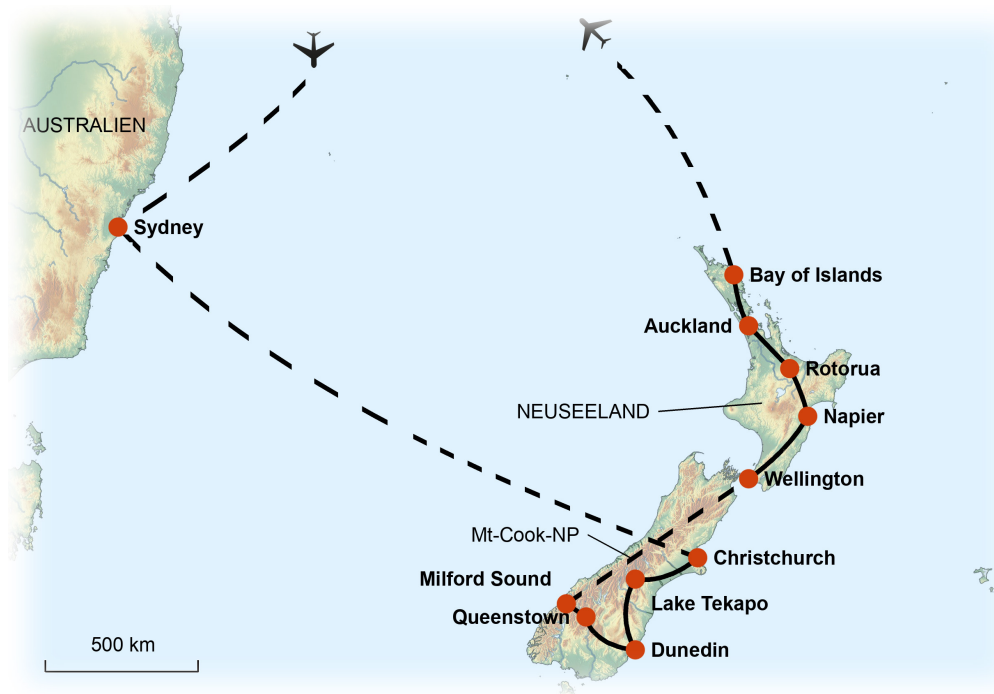 AUSTRALIEN
Sydney
Bay of Islands
Auckland
Rotorua
NEUSEELAND
Napier
Wellington
Mt-Cook-NP
Christchurch
Milford Sound
Lake Tekapo
Queenstown
500 km
Dunedin